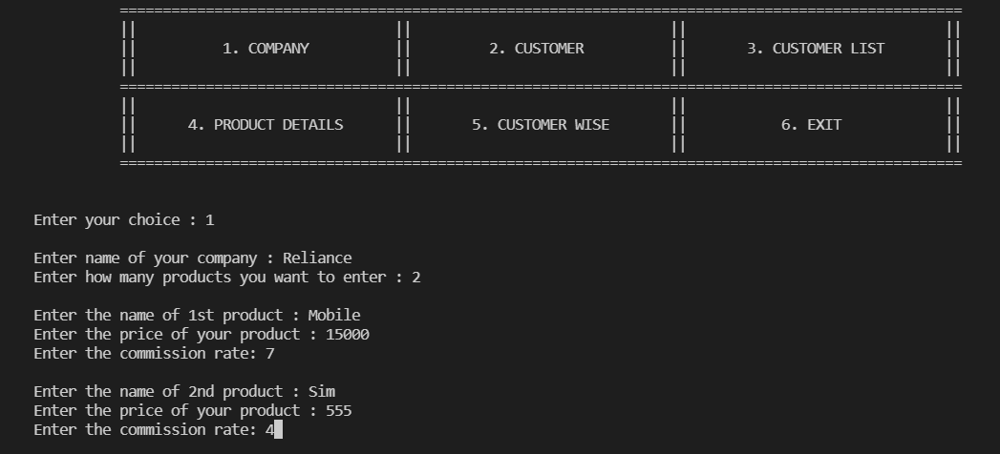 ==================================================================================================
|| || || ||
|| 1. COMPANY || 2. CUSTOMER || 3. CUSTOMER LIST ||
|| || || ||
==================================================================================================
|| || || ||
|| 4. PRODUCT DETAILS || 5. CUSTOMER WISE || 6. EXIT ||
|| || || ||
==================================================================================================
Enter your choice : 1
Enter name of your company : Reliance
Enter how many products you want to enter : 2
Enter the name of 1st product : Mobile
Enter the price of your product : 15000
Enter the commission rate: 7
Enter the name of 2nd product : Sim
Enter the price of your product : 555
Enter the commission rate: 4